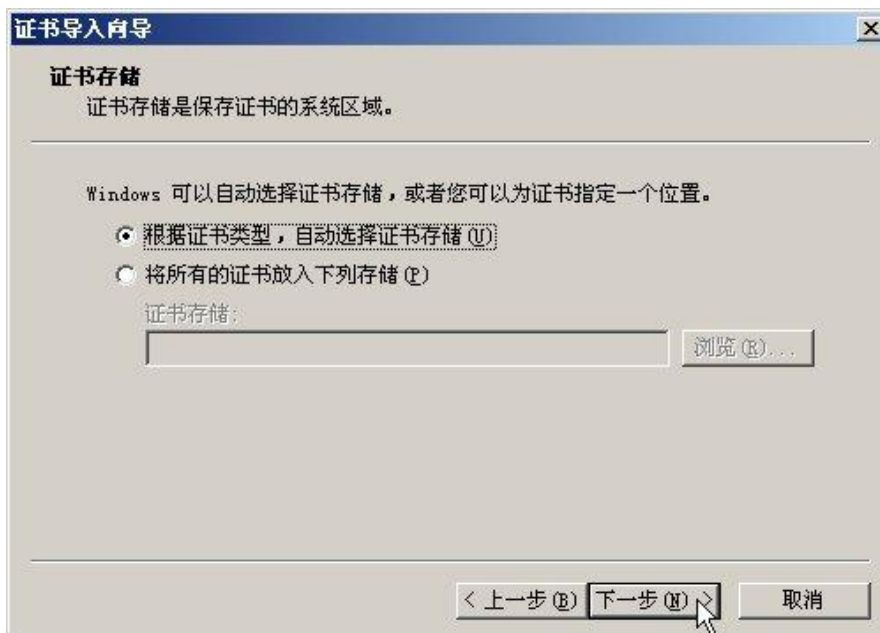 证书导入向导
证书存储
证书存储是保存证书的系统区域。
Windows 可以自动选择证书存储，或者您可以为证书指定一个位置。
根据证书类型，自动选择证书存储(U)
将所有的证书放入下列存储(P)
证书存储:
浏览(R)...
< 上一步(B) 下一步(N) > 取消